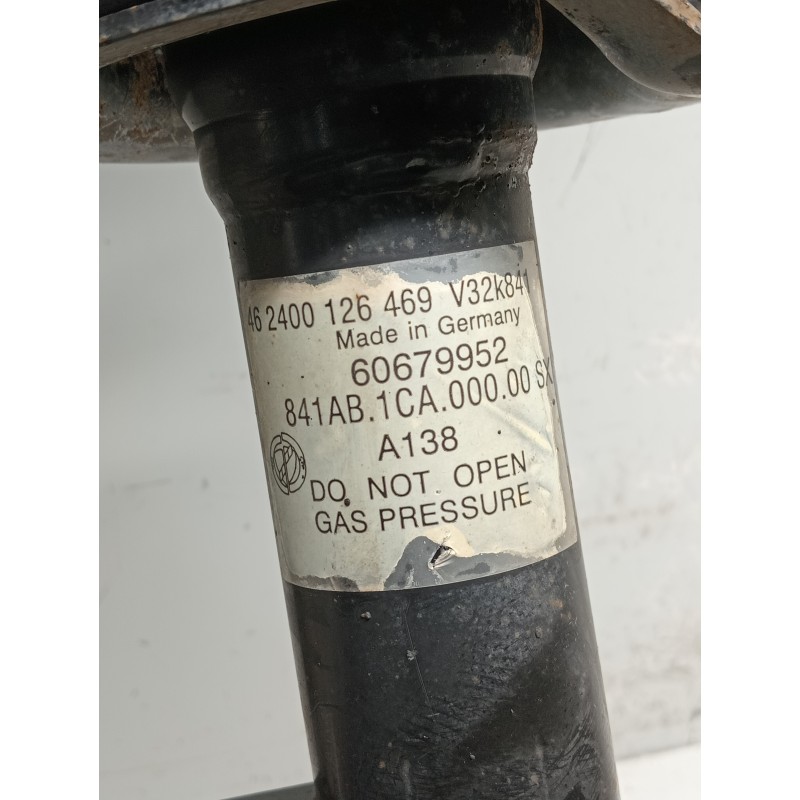 46 2400 126 469 V32k841
Made in Germany
60679952
841AB.1CA.000.00 SX
A138
DO NOT OPEN
GAS PRESSURE